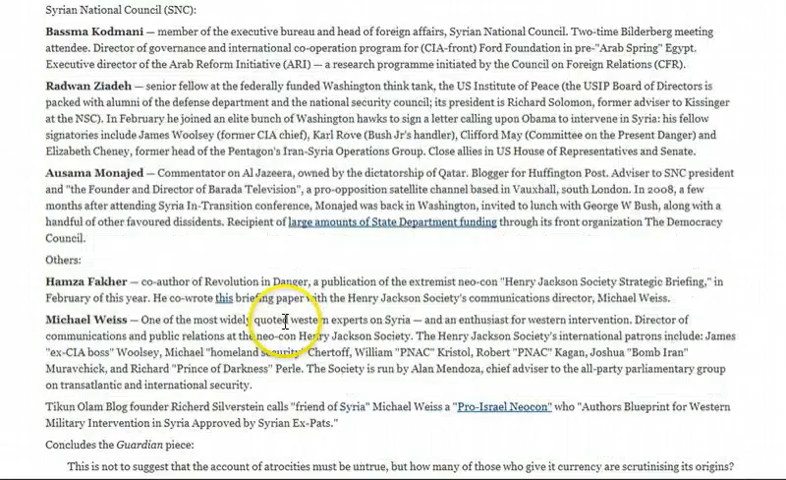 Syrian National Council (SNC):
Bassma Kodmani — member of the executive bureau and head of foreign affairs, Syrian National Council. Two-time Bilderberg meeting
attendee. Director of governance and international co-operation program for (CIA-front) Ford Foundation in pre-"Arab Spring" Egypt.
Executive director of the Arab Reform Initiative (ARI) — a research programme initiated by the Council on Foreign Relations (CFR).
Radwan Ziadeh — senior fellow at the federally funded Washington think tank, the US Institute of Peace (the USIP Board of Directors is
packed with alumni of the defense department and the national security council; its president is Richard Solomon, former adviser to Kissinger
at the NSC). In February he joined an elite bunch of Washington hawks to sign a letter calling upon Obama to intervene in Syria: his fellow
signatories include James Woolsey (former CIA chief), Karl Rove (Bush Jr's handler), Clifford May (Committee on the Present Danger) and
Elizabeth Cheney, former head of the Pentagon's Iran-Syria Operations Group. Close allies in US House of Representatives and Senate.
Ausama Monajed — Commentator on Al Jazeera, owned by the dictatorship of Qatar. Blogger for Huffington Post. Adviser to SNC president
and "the Founder and Director of Barada Television", a pro-opposition satellite channel based in Vauxhall, south London. In 2008, a few
months after attending Syria In-Transition conference, Monajed was back in Washington, invited to lunch with George W Bush, along with a
handful of other favoured dissidents. Recipient of large amounts of State Department funding through its front organization The Democracy
Council.
Others:
Hamza Fakher — co-author of Revolution in Danger, a publication of the extremist neo-con "Henry Jackson Society Strategic Briefing," in
February of this year. He co-wrote this briefing paper with the Henry Jackson Society's communications director, Michael Weiss.
Michael Weiss — One of the most widely quoted western experts on Syria — and an enthusiast for western intervention. Director of
communications and public relations at the neo-con Henry Jackson Society. The Henry Jackson Society's international patrons include: James
"ex-CIA boss" Woolsey, Michael "homeland security" Chertoff, William "PNAC" Kristol, Robert "PNAC" Kagan, Joshua "Bomb Iran"
Muravchick, and Richard "Prince of Darkness" Perle. The Society is run by Alan Mendoza, chief adviser to the all-party parliamentary group
on transatlantic and international security.
Tikun Olam Blog founder Richerd Silverstein calls "friend of Syria" Michael Weiss a "Pro-Israel Neocon" who "Authors Blueprint for Western
Military Intervention in Syria Approved by Syrian Ex-Pats."
Concludes the Guardian piece:
This is not to suggest that the account of atrocities must be untrue, but how many of those who give it currency are scrutinising its origins?